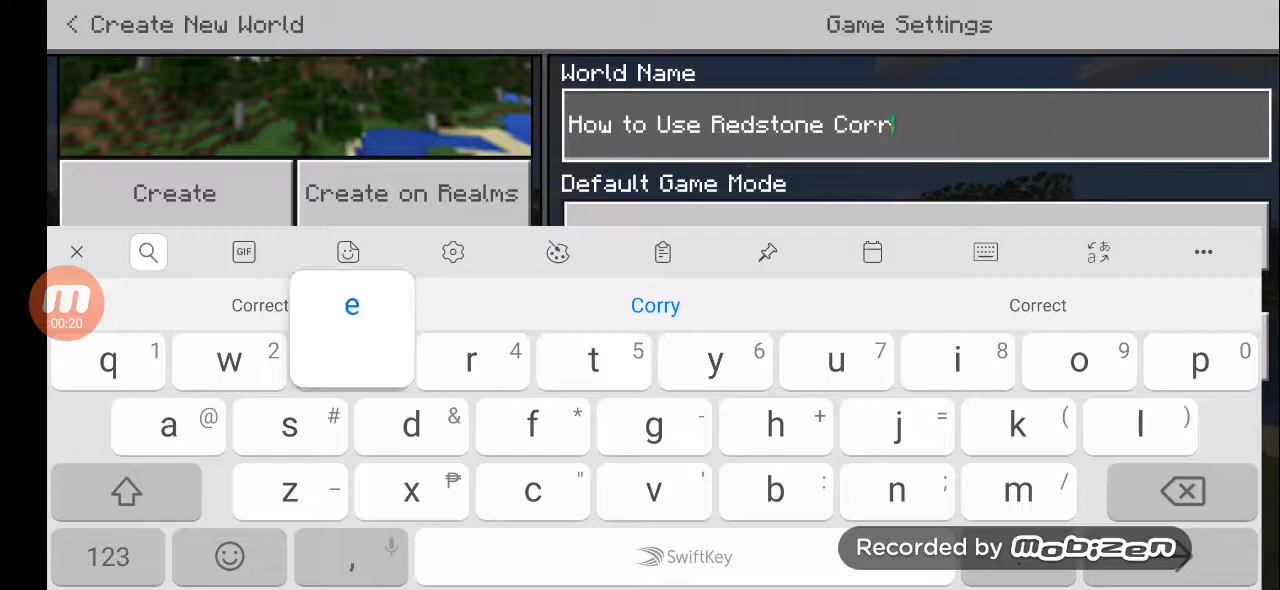 Create New World
Game Settings
World Name
How to Use Redstone Corr
Create
Create on Realms
Default Game Mode
GIF
00:20
Correct
e
Corry
Correct
q 1 w 2 r 4 t 5 y 6 u 7 i 8 o 9 p 0
a @ s # d & f * g - h + j = k ( l )
z _ x ₱ c " v ' b : n ; m /
123 , SwiftKey
Recorded by mobizen